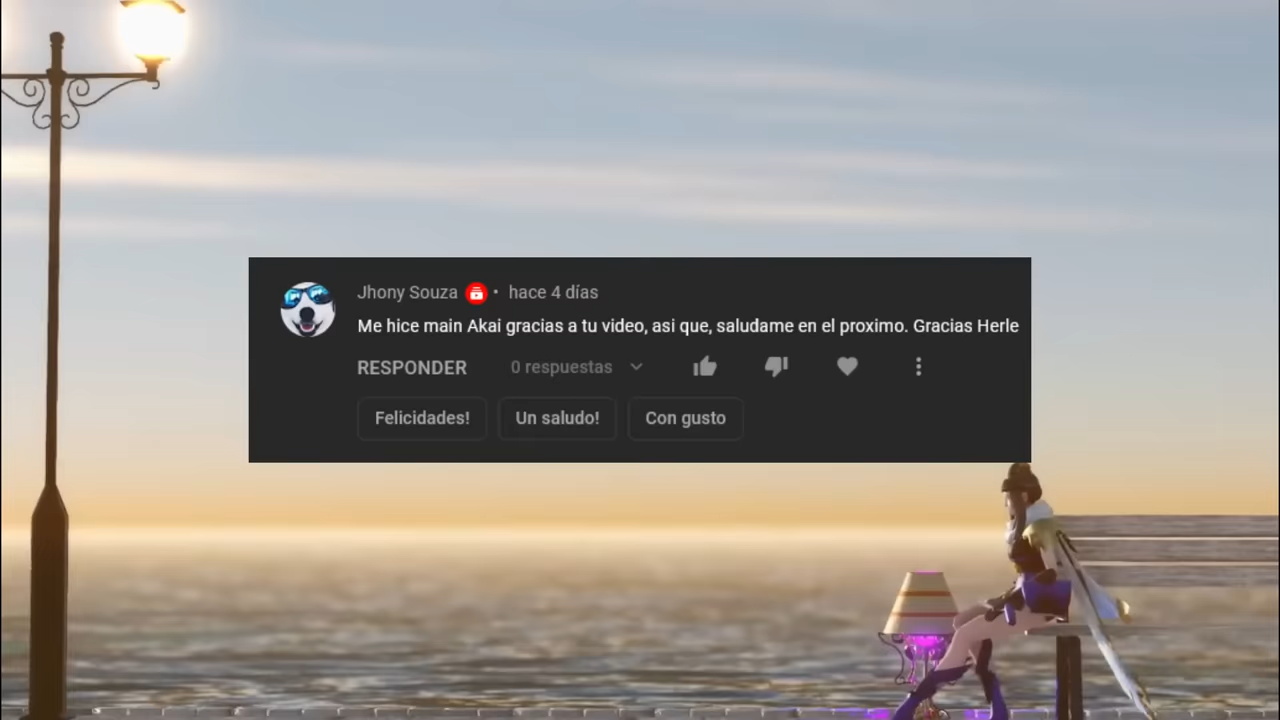 Jhony Souza • hace 4 días
Me hice main Akai gracias a tu video, asi que, saludame en el proximo. Gracias Herle
RESPONDER 0 respuestas
Felicidades! Un saludo! Con gusto